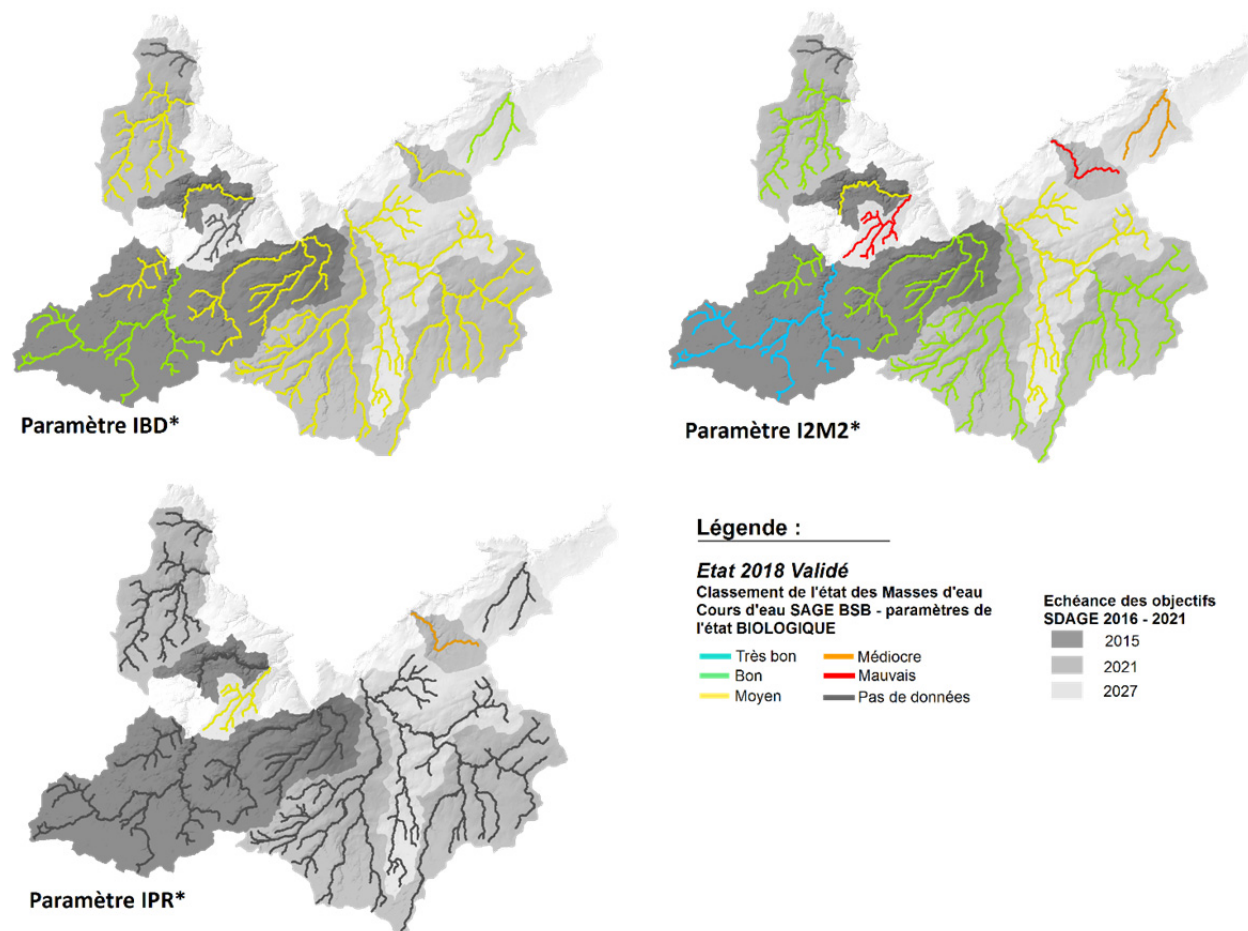 Paramètre IBD*
Paramètre I2M2*
Paramètre IPR*
Légende :
Etat 2018 Validé
Classement de l'état des Masses d'eau
Cours d'eau SAGE BSB - paramètres de
l'état BIOLOGIQUE
Très bon
Bon
Moyen
Médiocre
Mauvais
Pas de données
Echéance des objectifs
SDAGE 2016 - 2021
2015
2021
2027